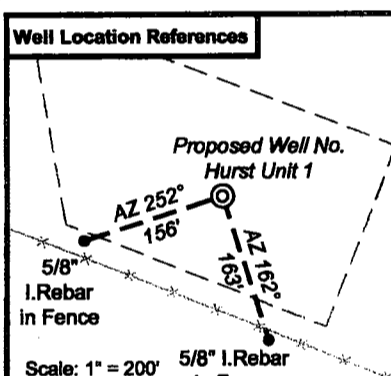 Well Location References
Proposed Well No.
Hurst Unit 1
AZ 252°
156'
AZ 162°
163'
5/8"
I.Rebar
in Fence
Scale: 1" = 200'
5/8" I.Rebar